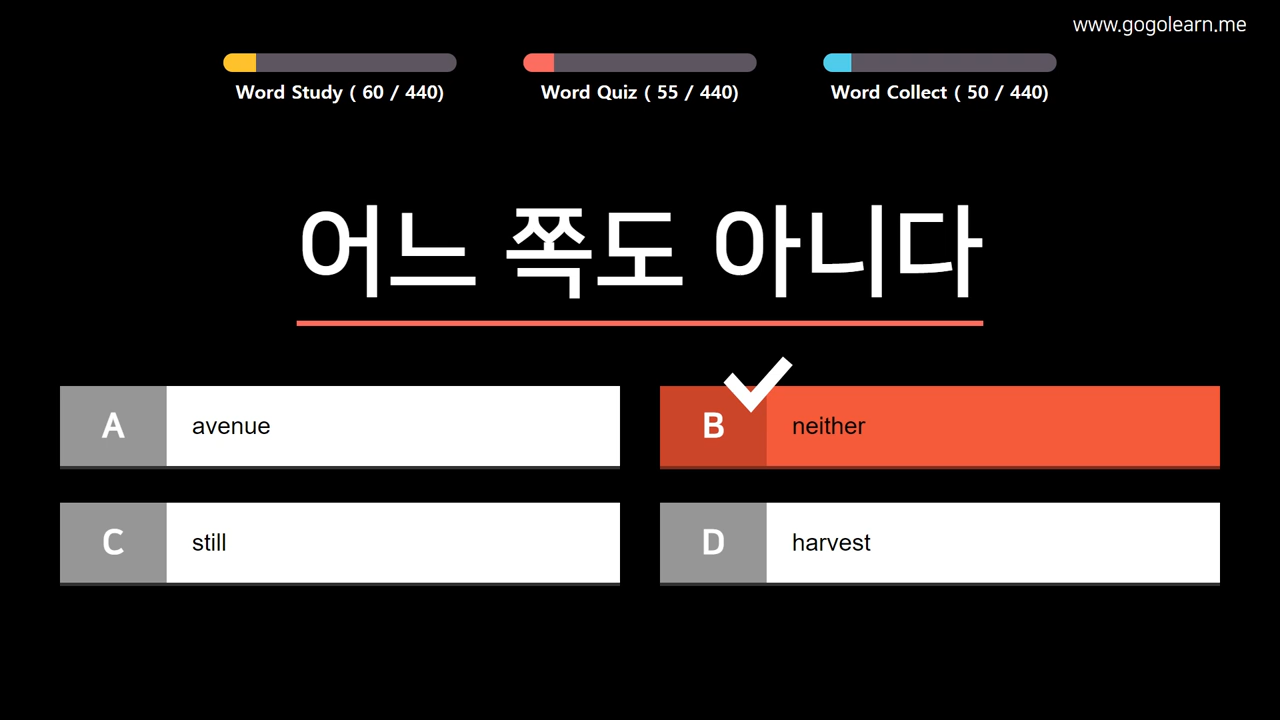 www.gogolearn.me
Word Study ( 60 / 440)
Word Quiz ( 55 / 440)
Word Collect ( 50 / 440)
어느 쪽도 아니다
A avenue
B neither
C still
D harvest